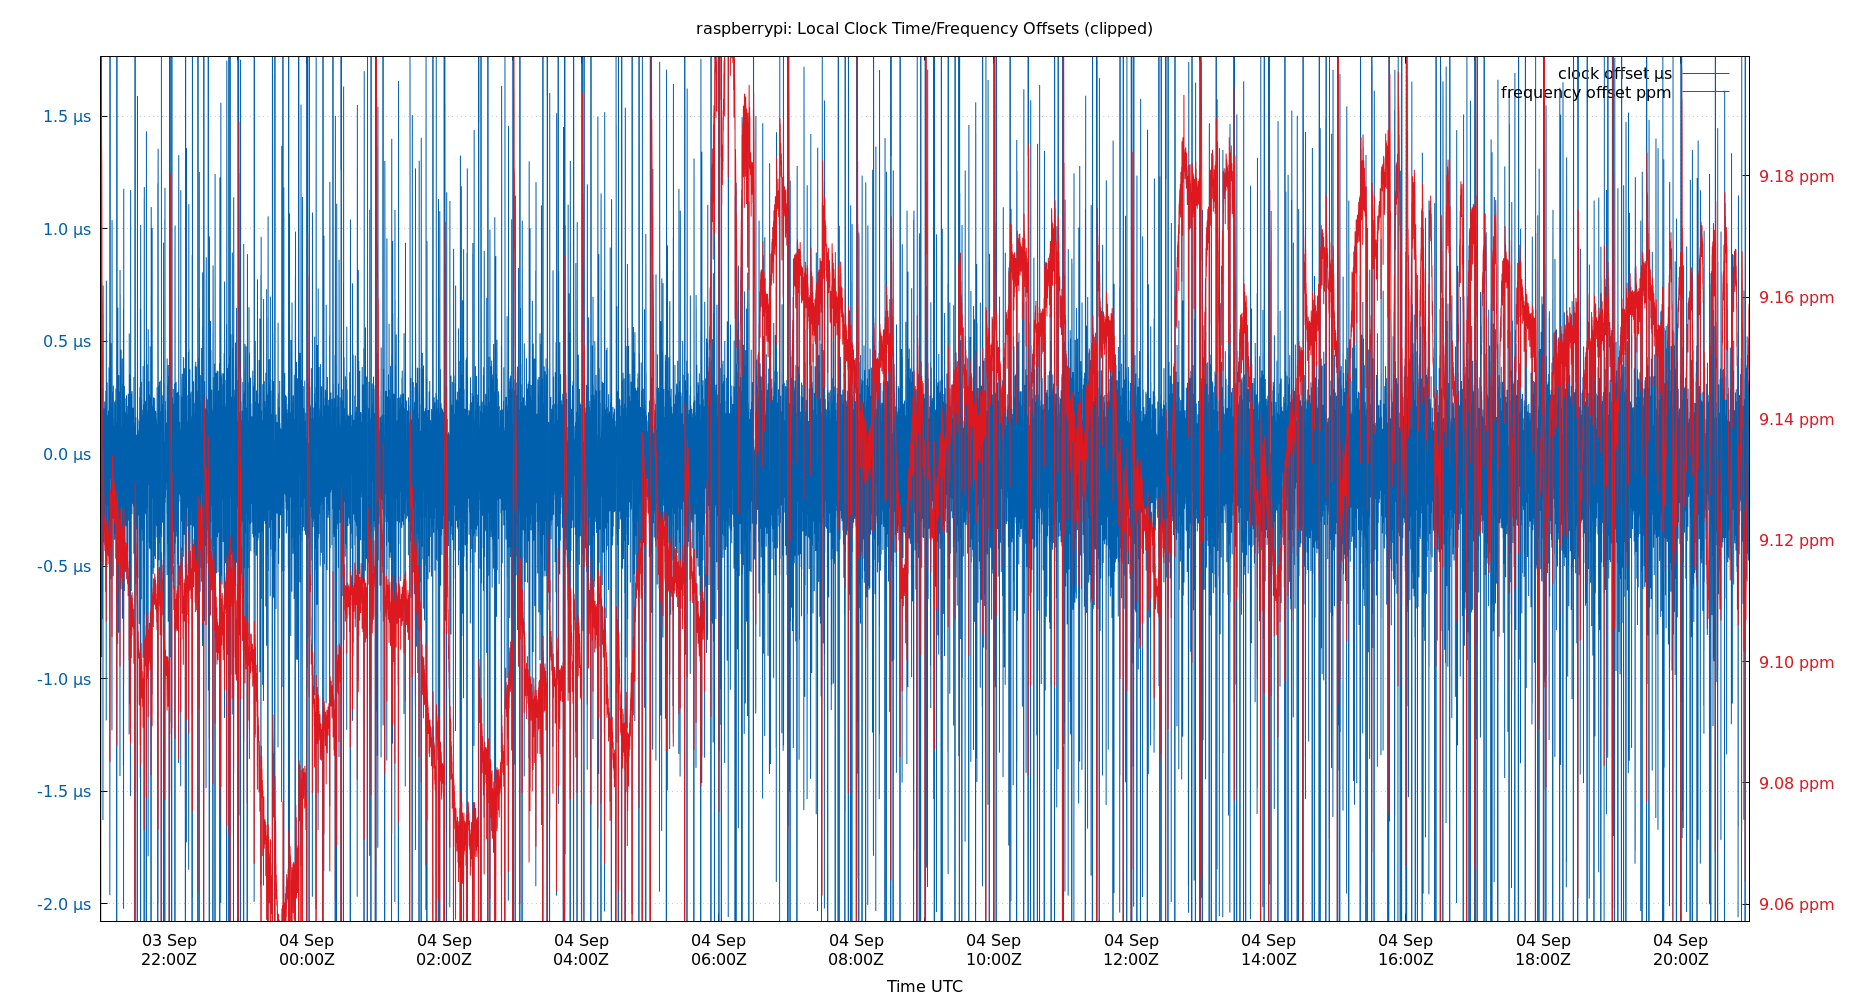 raspberrypi: Local Clock Time/Frequency Offsets (clipped)
clock offset µs
frequency offset ppm
1.5 µs
1.0 µs
0.5 µs
0.0 µs
-0.5 µs
-1.0 µs
-1.5 µs
-2.0 µs
9.18 ppm
9.16 ppm
9.14 ppm
9.12 ppm
9.10 ppm
9.08 ppm
9.06 ppm
03 Sep 04 Sep 04 Sep 04 Sep 04 Sep 04 Sep 04 Sep 04 Sep 04 Sep 04 Sep 04 Sep 04 Sep
22:00Z 00:00Z 02:00Z 04:00Z 06:00Z 08:00Z 10:00Z 12:00Z 14:00Z 16:00Z 18:00Z 20:00Z
Time UTC